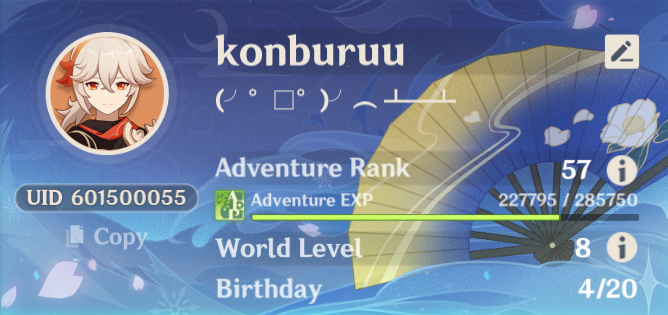 konburuu
(╯° □° )╯ ︵┻━┻
UID 601500055
Copy
Adventure Rank 57
Adventure EXP 227795 / 285750
World Level 8
Birthday 4/20